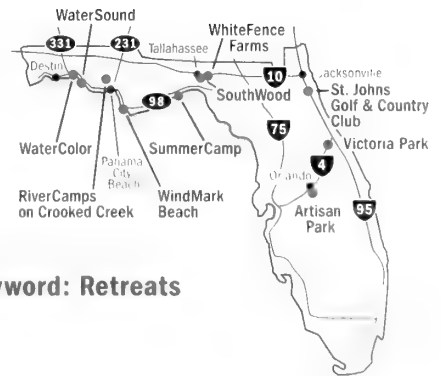 WaterSound
331
231
WhiteFence
Farms
Tallahassee
Destin
10
Jacksonville
SouthWood
St. Johns
Golf & Country
Club
98
75
WaterColor
Panama
City
Beach
SummerCamp
Victoria Park
4
Orlando
RiverCamps
on Crooked Creek
WindMark
Beach
Artisan
Park
95
yword: Retreats